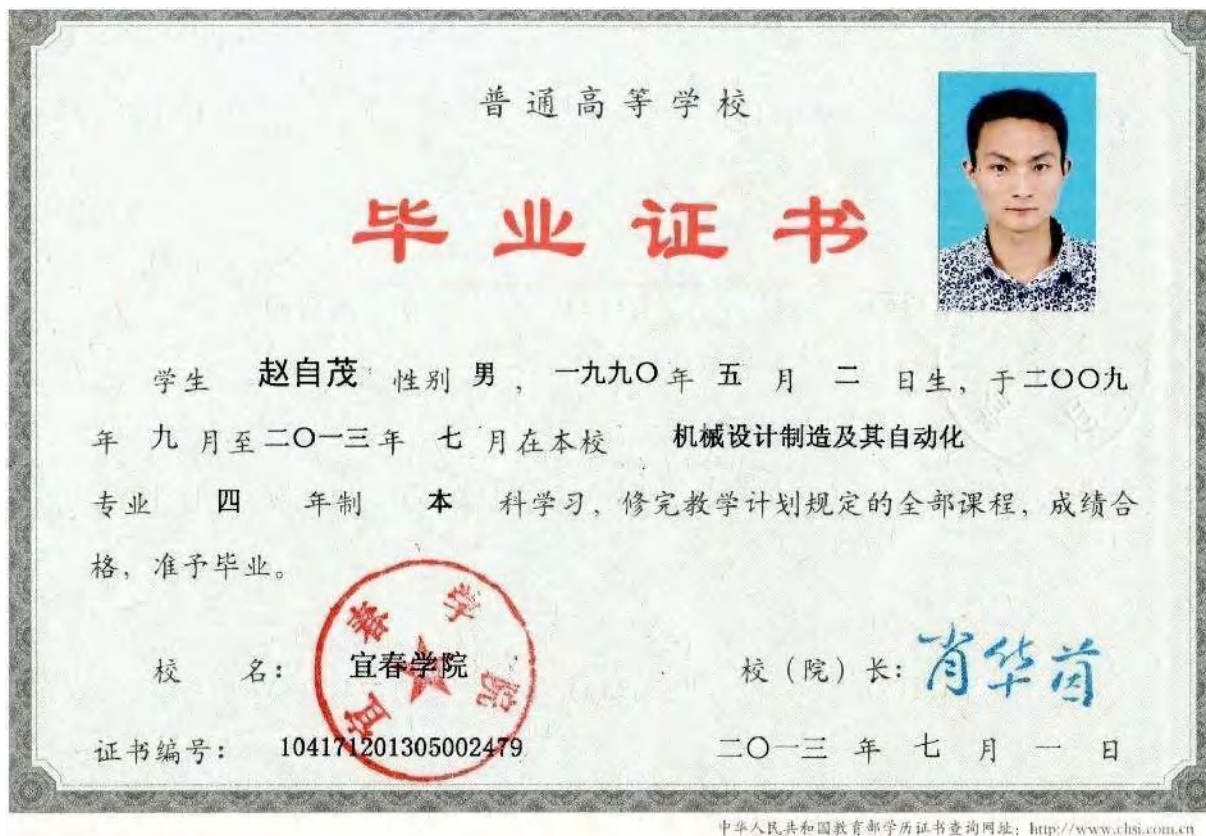 普通高等学校
毕业证书
学生 赵自茂 性别 男 ，一九九〇年 五 月 二 日生，于二〇〇九
年 九 月至二〇一三年 七 月在本校 机械设计制造及其自动化
专业 四 年制 本 科学习，修完教学计划规定的全部课程，成绩合
格，准予毕业。
宜春学院
校 名： 宜春学院 校（院）长：肖华茵
证书编号： 104171201305002479 二〇一三 年 七 月 一 日
中华人民共和国教育部学历证书查询网址：http://www.chsi.com.cn